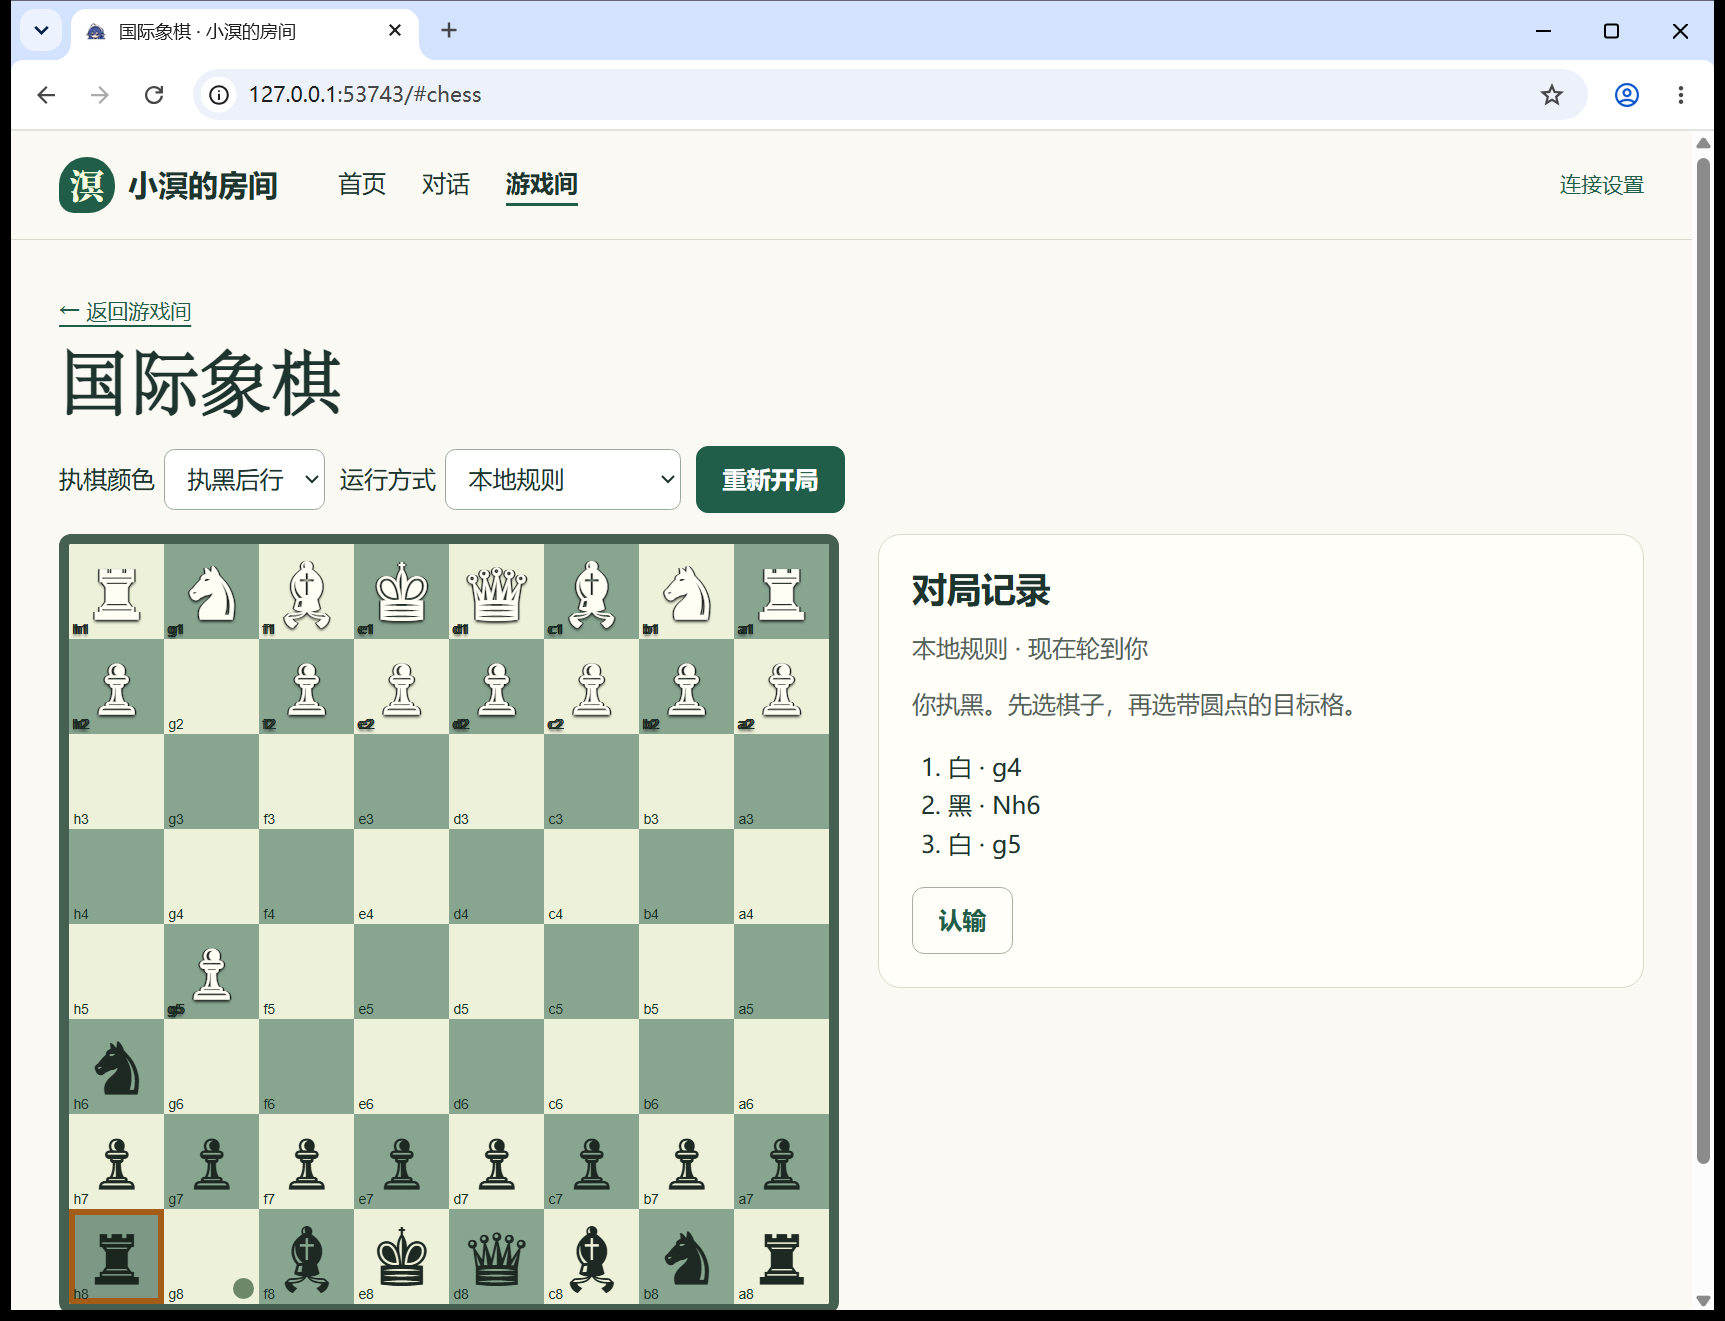 国际象棋 · 小溟的房间
127.0.0.1:53743/#chess
溟 小溟的房间 首页 对话 游戏间 连接设置
← 返回游戏间
国际象棋
执棋颜色 执黑后行 运行方式 本地规则 重新开局
h1 g1 f1 e1 d1 c1 b1 a1
h2 g2 f2 e2 d2 c2 b2 a2
h3 g3 f3 e3 d3 c3 b3 a3
h4 g4 f4 e4 d4 c4 b4 a4
h5 g5 f5 e5 d5 c5 b5 a5
h6 g6 f6 e6 d6 c6 b6 a6
h7 g7 f7 e7 d7 c7 b7 a7
h8 g8 f8 e8 d8 c8 b8 a8
对局记录
本地规则 · 现在轮到你
你执黑。先选棋子，再选带圆点的目标格。
1. 白 · g4
2. 黑 · Nh6
3. 白 · g5
认输